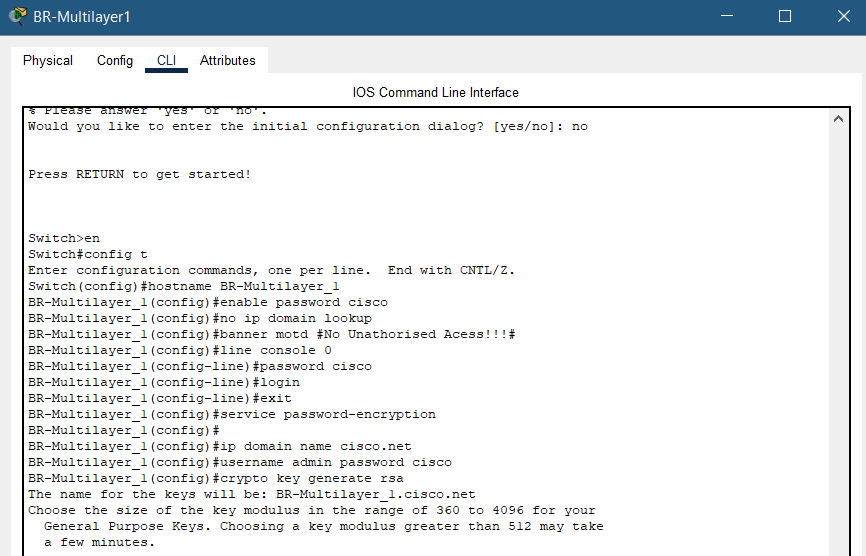 BR-Multilayer1
Physical Config CLI Attributes
IOS Command Line Interface
% Please answer 'yes' or 'no'.
Would you like to enter the initial configuration dialog? [yes/no]: no
Press RETURN to get started!
Switch>en
Switch#config t
Enter configuration commands, one per line.  End with CNTL/Z.
Switch(config)#hostname BR-Multilayer_1
BR-Multilayer_1(config)#enable password cisco
BR-Multilayer_1(config)#no ip domain lookup
BR-Multilayer_1(config)#banner motd #No Unathorised Acess!!!#
BR-Multilayer_1(config)#line console 0
BR-Multilayer_1(config-line)#password cisco
BR-Multilayer_1(config-line)#login
BR-Multilayer_1(config-line)#exit
BR-Multilayer_1(config)#service password-encryption
BR-Multilayer_1(config)#
BR-Multilayer_1(config)#ip domain name cisco.net
BR-Multilayer_1(config)#username admin password cisco
BR-Multilayer_1(config)#crypto key generate rsa
The name for the keys will be: BR-Multilayer_1.cisco.net
Choose the size of the key modulus in the range of 360 to 4096 for your
General Purpose Keys. Choosing a key modulus greater than 512 may take
a few minutes.